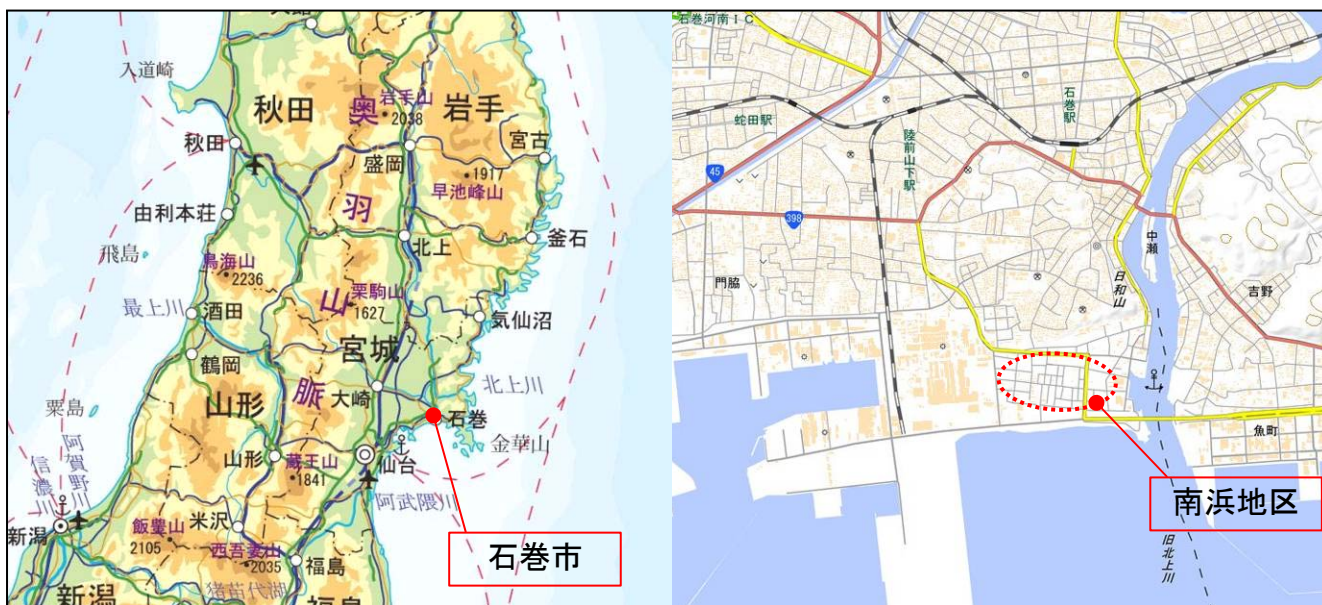 入道崎
秋田
奥
岩手山
2038
岩手
秋田
盛岡
宮古
1917
早池峰山
羽
由利本荘
北上
釜石
飛島
鳥海山
2236
山
栗駒山
1627
最上川
酒田
気仙沼
宮城
鶴岡
脈
大崎
北上川
粟島
山形
石巻
金華山
阿賀野川
信濃川
山形
蔵王山
1841
仙台
阿武隈川
新潟
飯豊山
2105
米沢
西吾妻山
2035
福島
猪苗代湖
新潟
石巻市
石巻河南IC
石巻駅
蛇田駅
陸前山下駅
45
398
中瀬
門脇
日和山
吉野
魚町
南浜地区
旧北上川